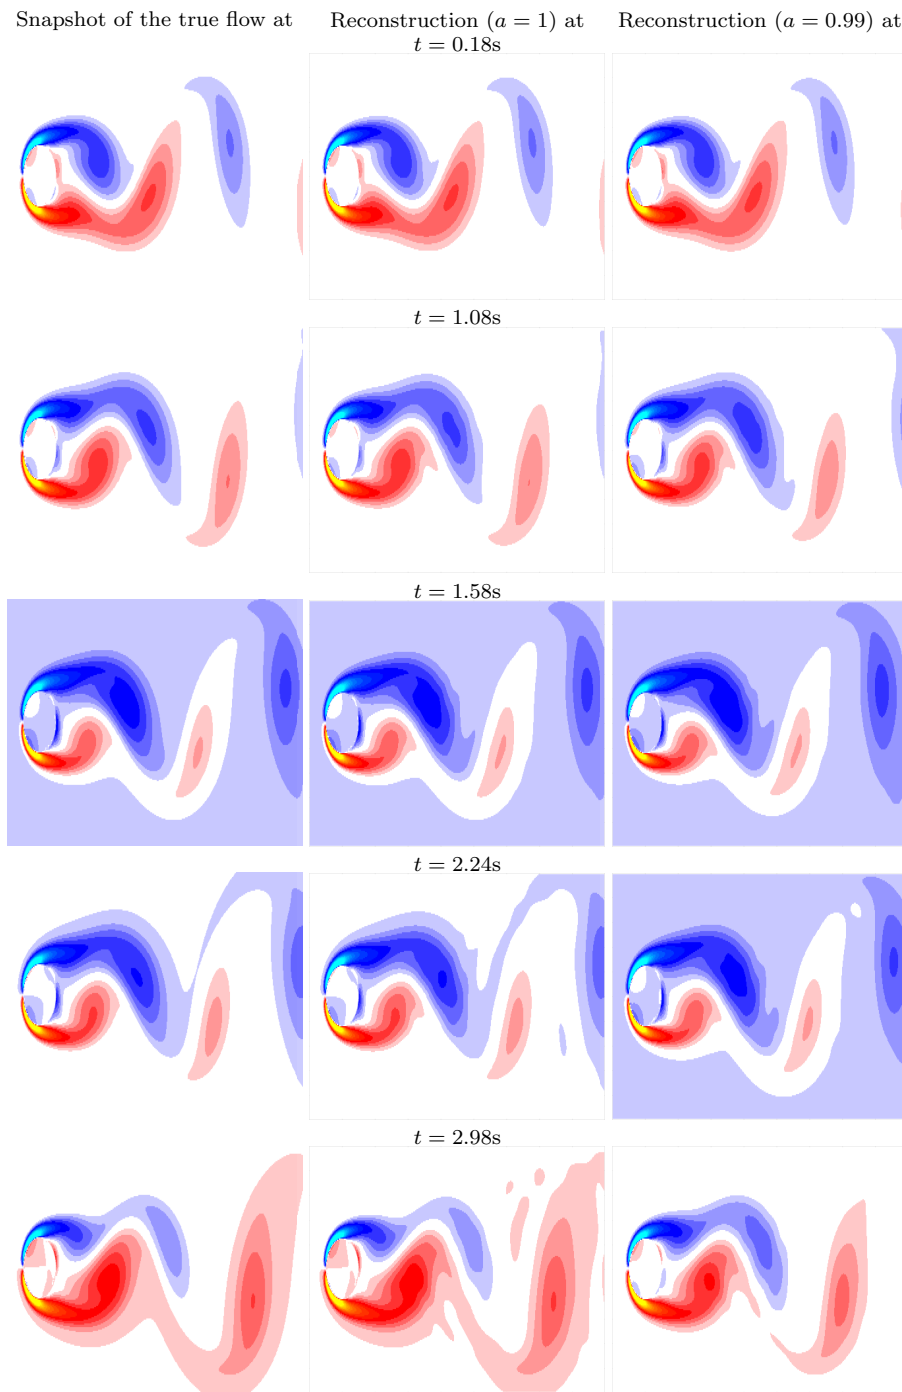 Snapshot of the true flow at
Reconstruction (a = 1) at
Reconstruction (a = 0.99) at
t = 0.18s
t = 1.08s
t = 1.58s
t = 2.24s
t = 2.98s